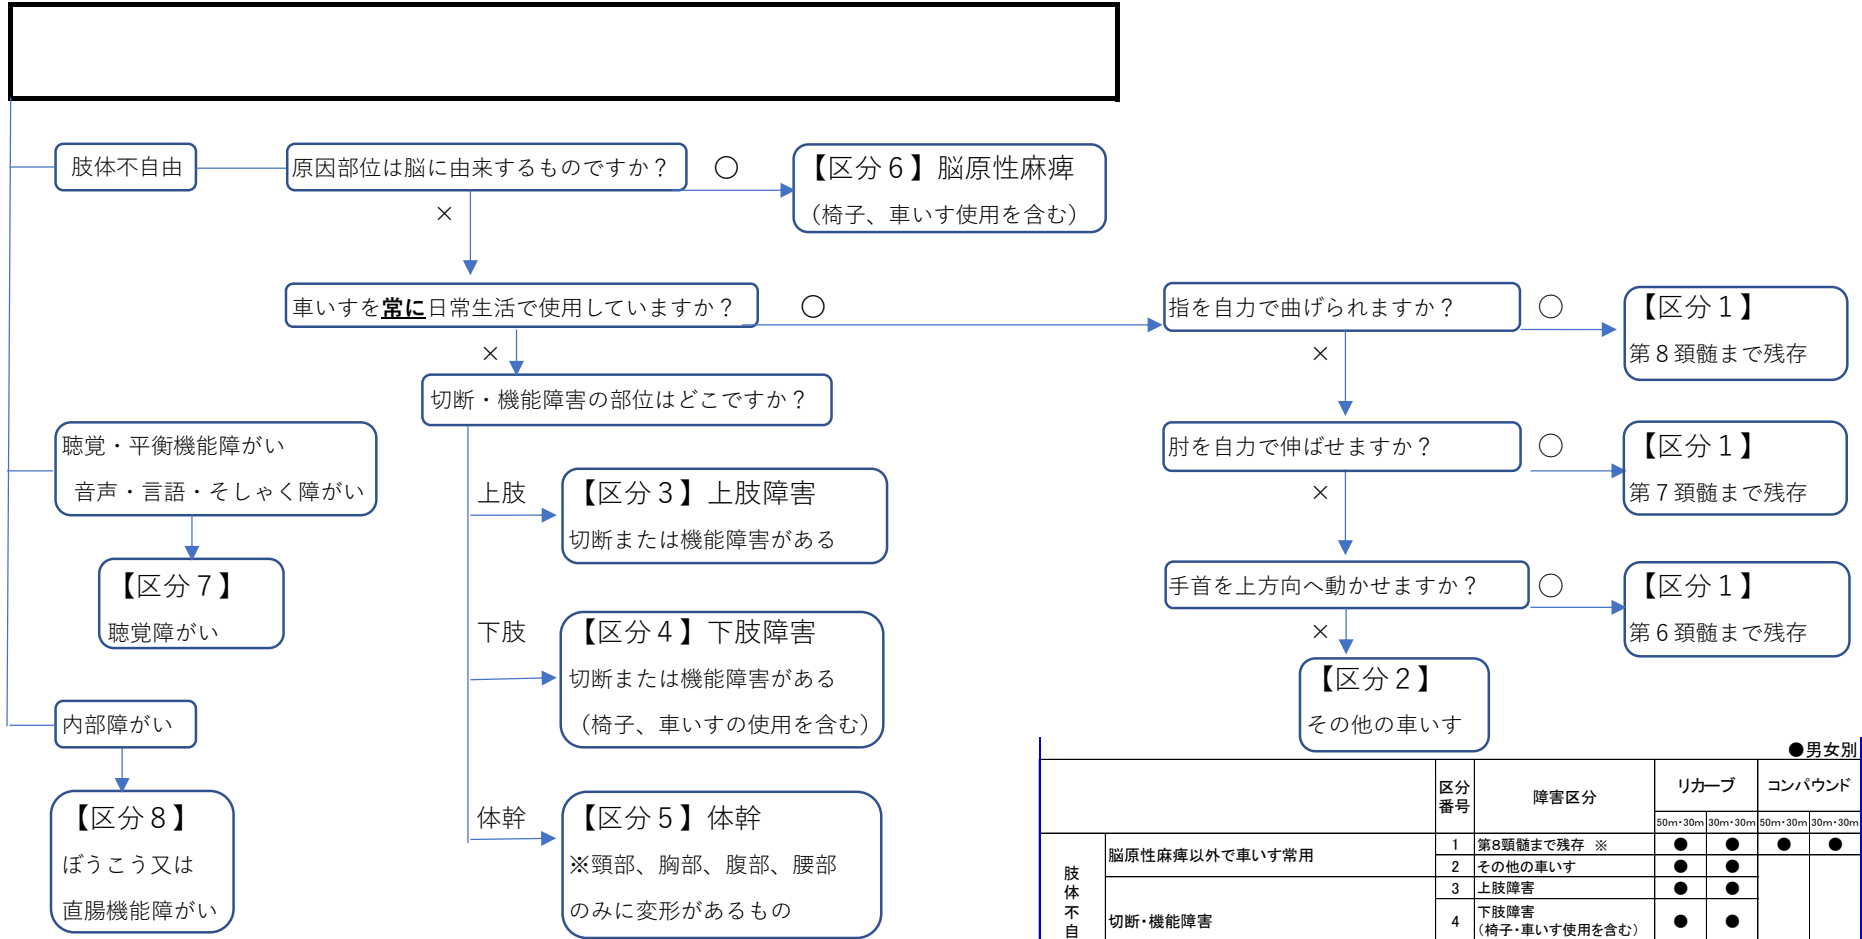 肢体不自由
原因部位は脳に由来するものですか？
○
【区分６】脳原性麻痺
（椅子、車いす使用を含む）
×
車いすを常に日常生活で使用していますか？
○
指を自力で曲げられますか？
○
【区分１】
第８頚髄まで残存
×
×
切断・機能障害の部位はどこですか？
肘を自力で伸ばせますか？
○
【区分１】
第７頚髄まで残存
×
手首を上方向へ動かせますか？
○
【区分１】
第６頚髄まで残存
×
【区分２】
その他の車いす
上肢
【区分３】上肢障害
切断または機能障害がある
下肢
【区分４】下肢障害
切断または機能障害がある
（椅子、車いすの使用を含む）
体幹
【区分５】体幹
※頸部、胸部、腹部、腰部
のみに変形があるもの
聴覚・平衡機能障がい
音声・言語・そしゃく障がい
【区分７】
聴覚障がい
内部障がい
【区分８】
ぼうこう又は
直腸機能障がい
●男女別
区分番号 障害区分 リカーブ コンパウンド
50m・30m 30m・30m 50m・30m 30m・30m
肢体不自
脳原性麻痺以外で車いす常用
1 第8頸髄まで残存 ※ ● ● ● ●
2 その他の車いす ● ●
切断・機能障害
3 上肢障害 ● ●
4 下肢障害 ● ●
（椅子・車いす使用を含む）